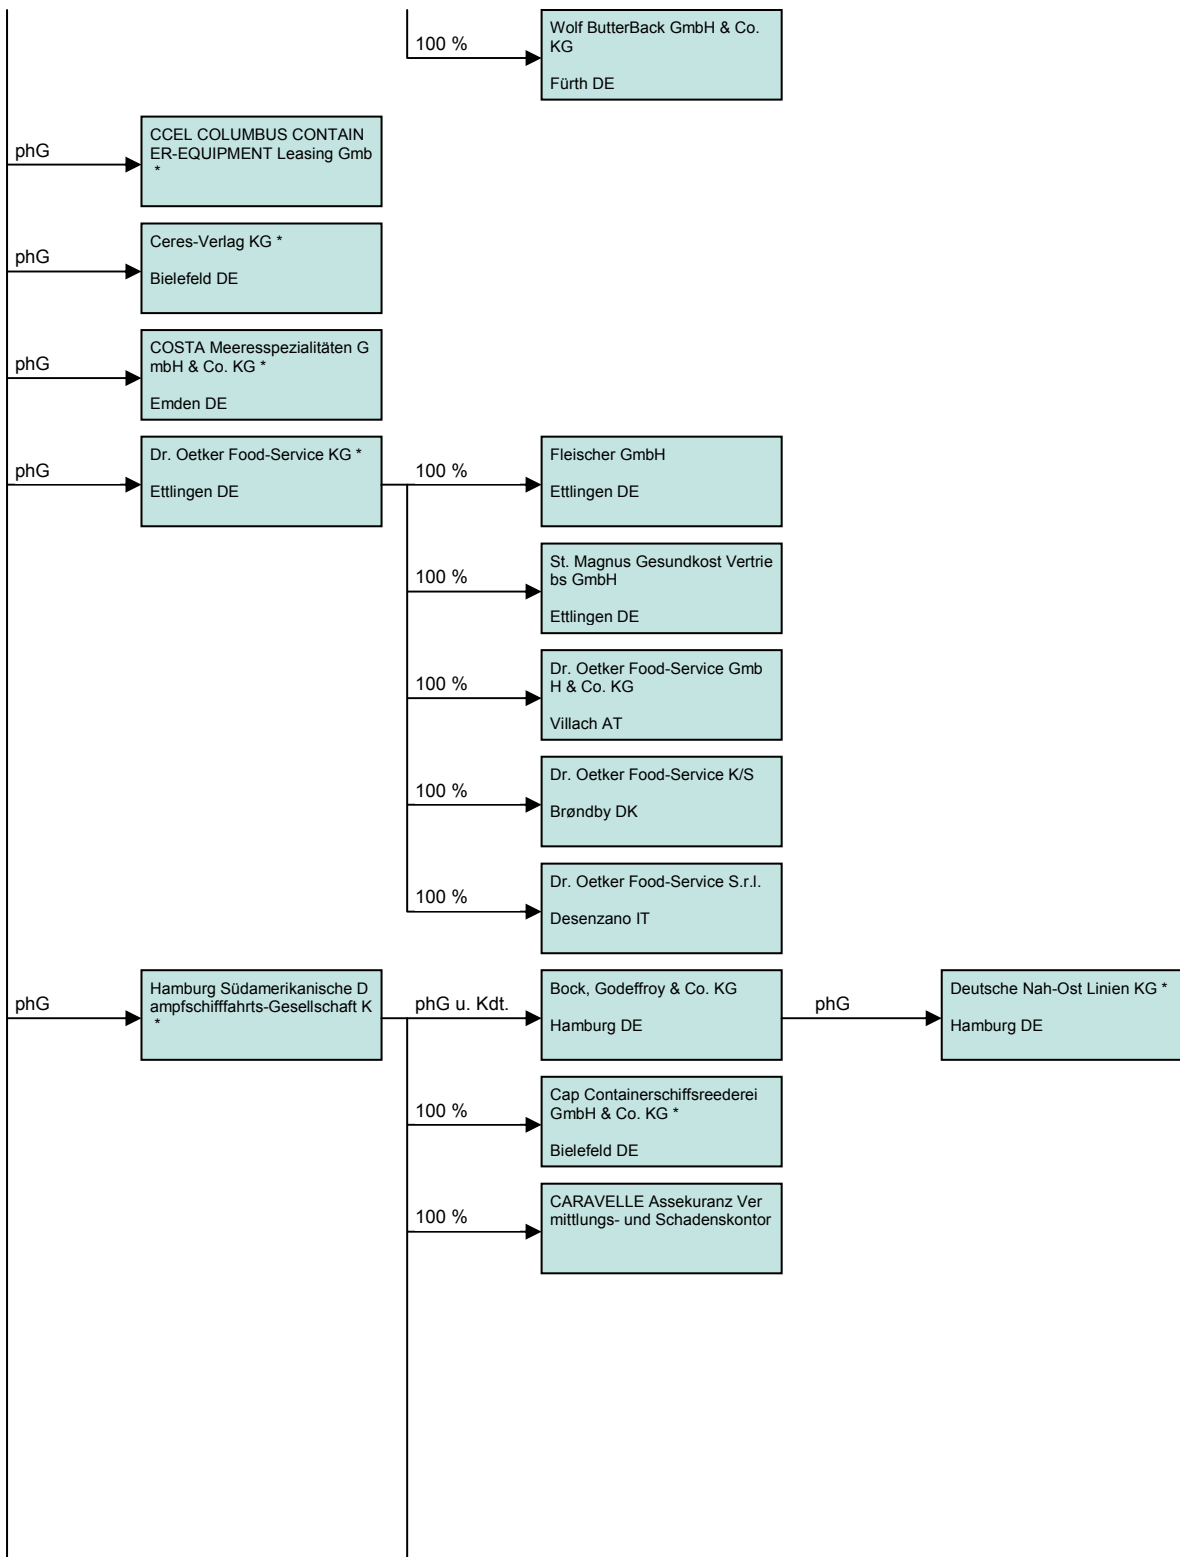 100 %
Wolf ButterBack GmbH & Co.
KG
Fürth DE
phG
CCEL COLUMBUS CONTAIN
ER-EQUIPMENT Leasing Gmb
*
phG
Ceres-Verlag KG *
Bielefeld DE
phG
COSTA Meeresspezialitäten G
mbH & Co. KG *
Emden DE
phG
Dr. Oetker Food-Service KG *
Ettlingen DE
100 %
Fleischer GmbH
Ettlingen DE
100 %
St. Magnus Gesundkost Vertrie
bs GmbH
Ettlingen DE
100 %
Dr. Oetker Food-Service Gmb
H & Co. KG
Villach AT
100 %
Dr. Oetker Food-Service K/S
Brøndby DK
100 %
Dr. Oetker Food-Service S.r.l.
Desenzano IT
phG
Hamburg Südamerikanische D
ampfschifffahrts-Gesellschaft K
*
phG u. Kdt.
Bock, Godeffroy & Co. KG
Hamburg DE
phG
Deutsche Nah-Ost Linien KG *
Hamburg DE
100 %
Cap Containerschiffsreederei
GmbH & Co. KG *
Bielefeld DE
100 %
CARAVELLE Assekuranz Ver
mittlungs- und Schadenskontor